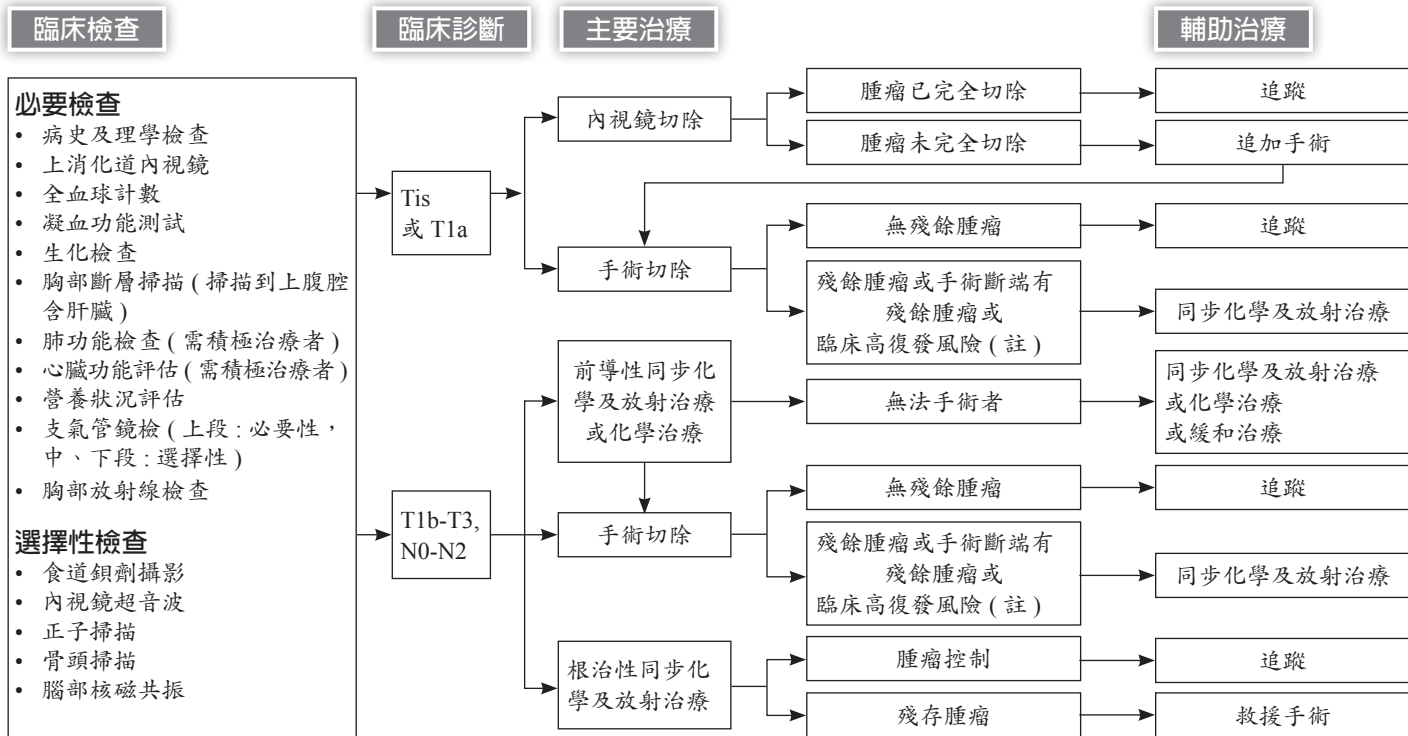 臨床檢查
臨床診斷
主要治療
輔助治療
必要檢查
• 病史及理學檢查
• 上消化道內視鏡
• 全血球計數
• 凝血功能測試
• 生化檢查
• 胸部斷層掃描 ( 掃描到上腹腔
含肝臟 )
• 肺功能檢查 ( 需積極治療者 )
• 心臟功能評估 ( 需積極治療者 )
• 營養狀況評估
• 支氣管鏡檢 ( 上段 : 必要性，
中、下段 : 選擇性 )
• 胸部放射線檢查
選擇性檢查
• 食道鋇劑攝影
• 內視鏡超音波
• 正子掃描
• 骨頭掃描
• 腦部核磁共振
Tis
或 T1a
內視鏡切除
腫瘤已完全切除
追蹤
腫瘤未完全切除
追加手術
手術切除
無殘餘腫瘤
追蹤
殘餘腫瘤或手術斷端有
殘餘腫瘤或
臨床高復發風險 ( 註 )
同步化學及放射治療
T1b-T3,
N0-N2
前導性同步化
學及放射治療
或化學治療
無法手術者
同步化學及放射治療
或化學治療
或緩和治療
手術切除
無殘餘腫瘤
追蹤
殘餘腫瘤或手術斷端有
殘餘腫瘤或
臨床高復發風險 ( 註 )
同步化學及放射治療
根治性同步化
學及放射治療
腫瘤控制
追蹤
殘存腫瘤
救援手術